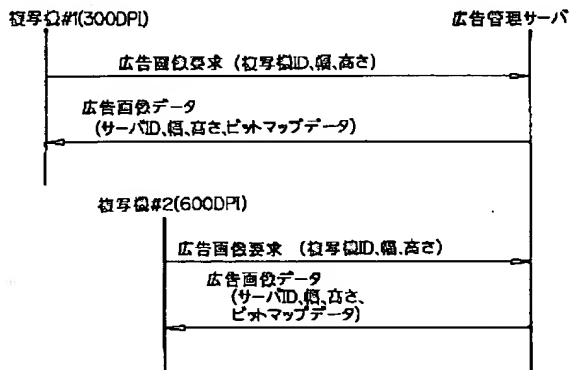 複写機#1(300DPI)
広告管理サーバ
広告画像要求 (複写機ID、幅、高さ)
広告画像データ
(サーバID、幅、高さ、ビットマップデータ)
複写機#2(600DPI)
広告画像要求 (複写機ID、幅、高さ)
広告画像データ
(サーバID、幅、高さ、
ビットマップデータ)